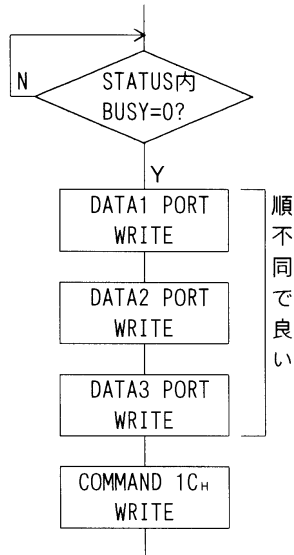 N
STATUS内
BUSY=0?
Y
DATA1 PORT
WRITE
DATA2 PORT
WRITE
DATA3 PORT
WRITE
順不同で良い
COMMAND 1CH
WRITE